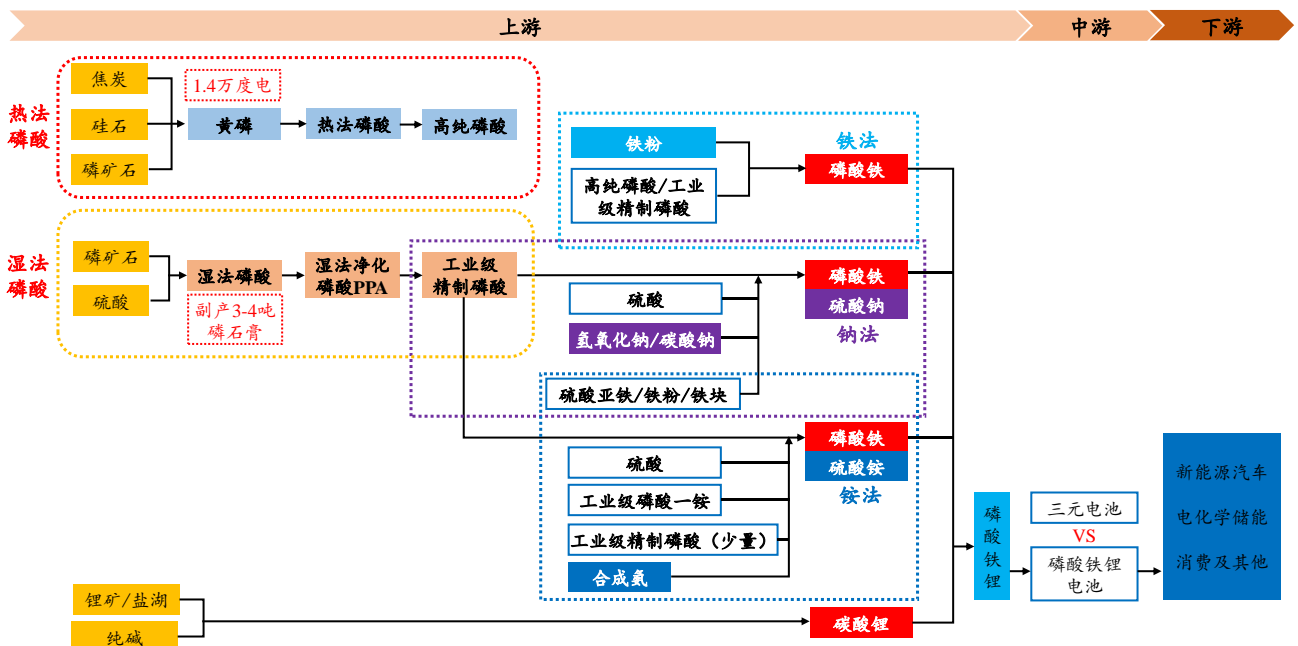 上游
中游
下游
热法
磷酸
焦炭
硅石
磷矿石
1.4万度电
黄磷
热法磷酸
高纯磷酸
铁粉
高纯磷酸/工业
级精制磷酸
铁法
磷酸铁
湿法
磷酸
磷矿石
硫酸
湿法磷酸
副产3-4吨
磷石膏
湿法净化
磷酸PPA
工业级
精制磷酸
硫酸
氢氧化钠/碳酸钠
硫酸亚铁/铁粉/铁块
磷酸铁
硫酸钠
钠法
硫酸
工业级磷酸一铵
工业级精制磷酸（少量）
合成氨
磷酸铁
硫酸铵
铵法
锂矿/盐湖
纯碱
碳酸锂
磷酸铁锂
三元电池
VS
磷酸铁锂
电池
新能源汽车
电化学储能
消费及其他